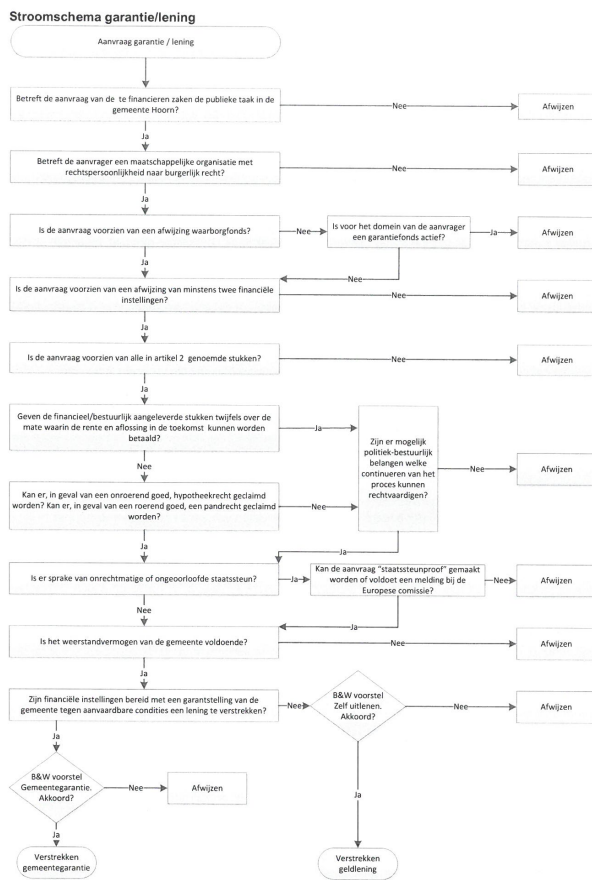 Stroomschema garantie/lening
Aanvraag garantie / lening
Betreft de aanvraag van de te financieren zaken de publieke taak in de
gemeente Hoorn?
Nee
Afwijzen
Ja
Betreft de aanvrager een maatschappelijke organisatie met
rechtspersoonlijkheid naar burgerlijk recht?
Nee
Afwijzen
Ja
Is de aanvraag voorzien van een afwijzing waarborgfonds?
Nee
Is voor het domein van de aanvrager
een garantiefonds actief?
Ja
Afwijzen
Ja
Nee
Is de aanvraag voorzien van een afwijzing van minstens twee financiële
instellingen?
Nee
Afwijzen
Ja
Is de aanvraag voorzien van alle in artikel 2 genoemde stukken?
Nee
Afwijzen
Ja
Geven de financieel/bestuurlijk aangeleverde stukken twijfels over de
mate waarin de rente en aflossing in de toekomst kunnen worden
betaald?
Ja
Zijn er mogelijk
politiek-bestuurlijk
belangen welke
continueren van het
proces kunnen
rechtvaardigen?
Nee
Afwijzen
Nee
Kan er, in geval van een onroerend goed, hypotheekrecht geclaimd
worden? Kan er, in geval van een roerend goed, een pandrecht geclaimd
worden?
Nee
Ja
Ja
Is er sprake van onrechtmatige of ongeoorloofde staatssteun?
Ja
Kan de aanvraag "staatssteunproof" gemaakt
worden of voldoet een melding bij de
Europese comissie?
Nee
Afwijzen
Nee
Ja
Is het weerstandvermogen van de gemeente voldoende?
Nee
Afwijzen
Ja
Zijn financiële instellingen bereid met een garantstelling van de
gemeente tegen aanvaardbare condities een lening te verstrekken?
Nee
B&W voorstel
Zelf uitlenen.
Akkoord?
Nee
Afwijzen
Ja
B&W voorstel
Gemeentegarantie.
Akkoord?
Nee
Afwijzen
Ja
Ja
Verstrekken
gemeentegarantie
Verstrekken
geldlening